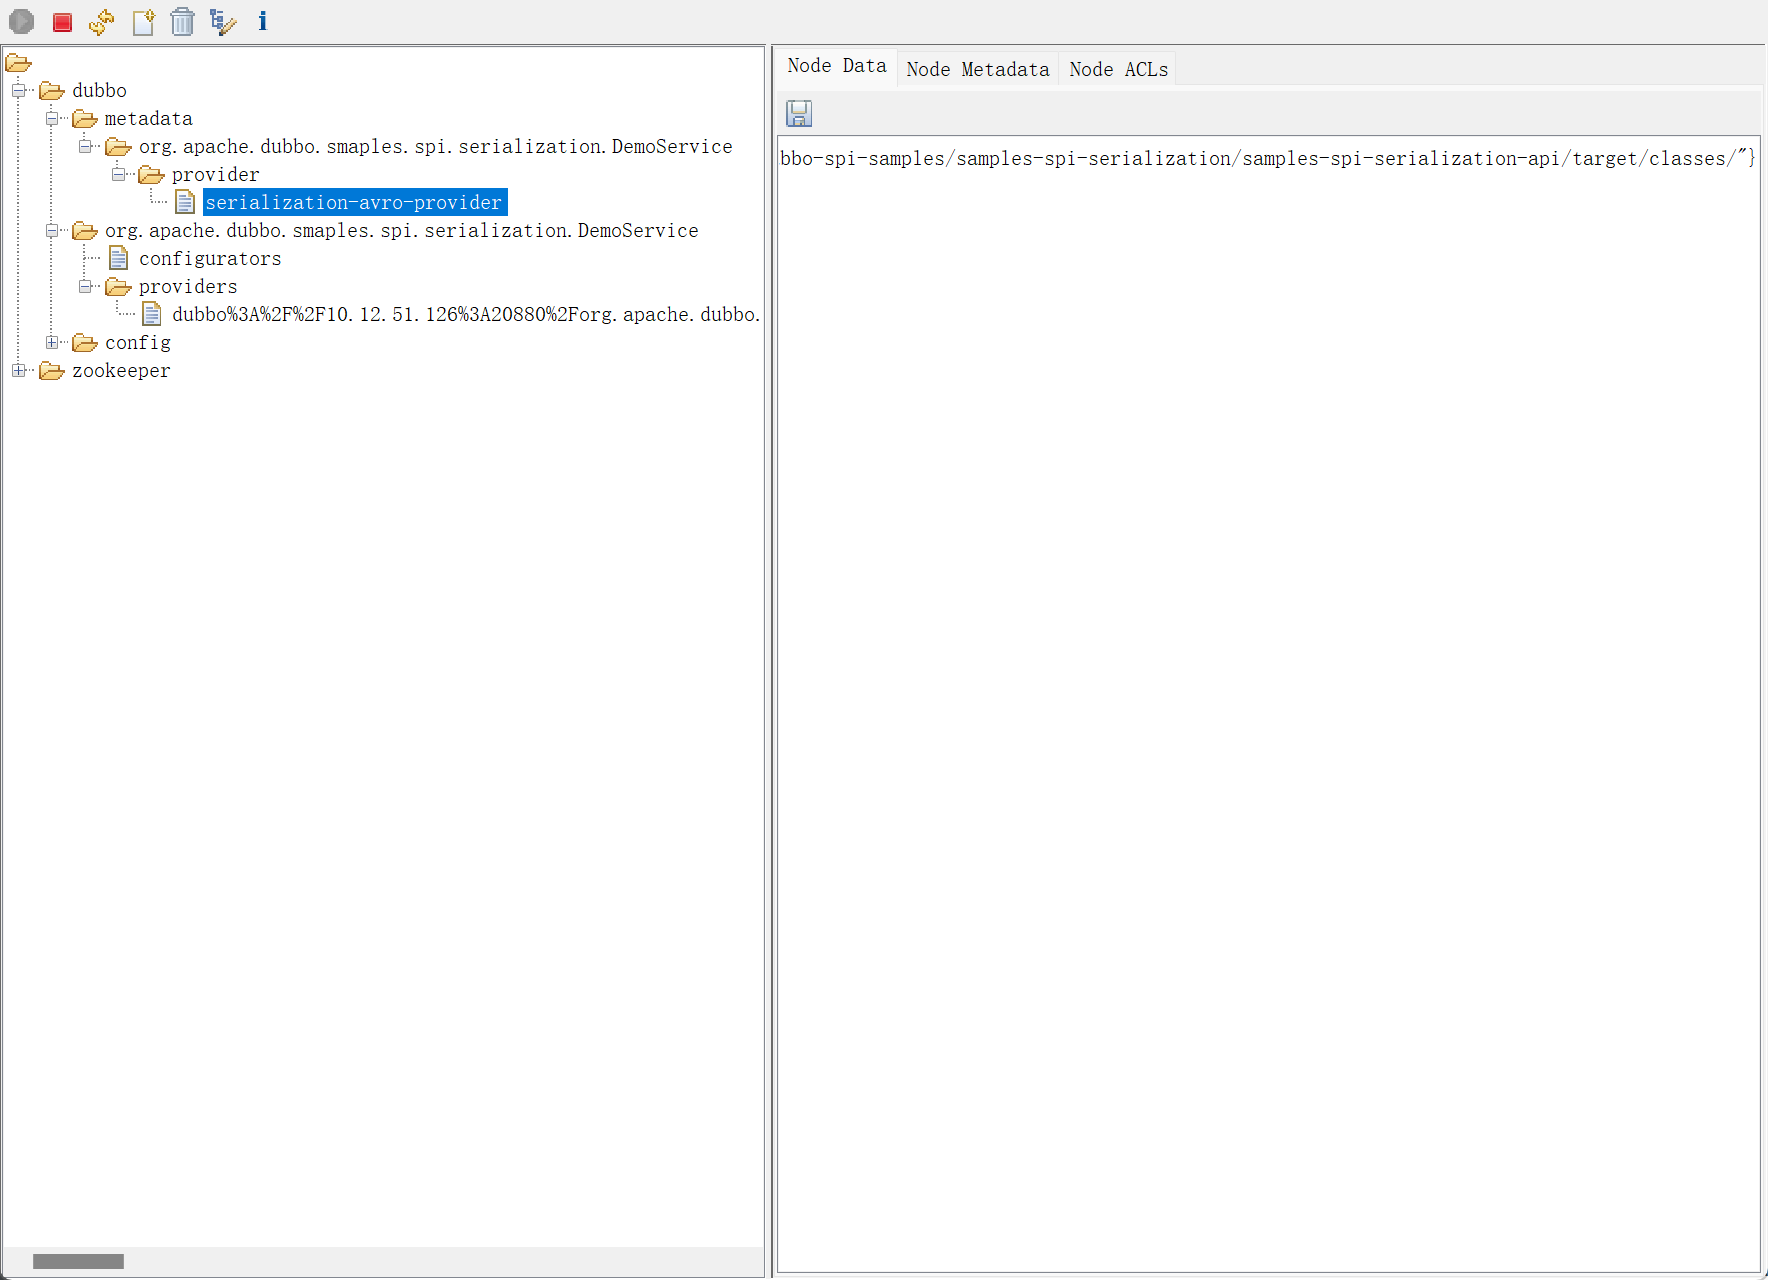 dubbo
metadata
org.apache.dubbo.smaples.spi.serialization.DemoService
provider
serialization-avro-provider
org.apache.dubbo.smaples.spi.serialization.DemoService
configurators
providers
dubbo%3A%2F%2F10.12.51.126%3A20880%2Forg.apache.dubbo.
config
zookeeper
Node Data
Node Metadata
Node ACLs
bbo-spi-samples/samples-spi-serialization/samples-spi-serialization-api/target/classes/"}